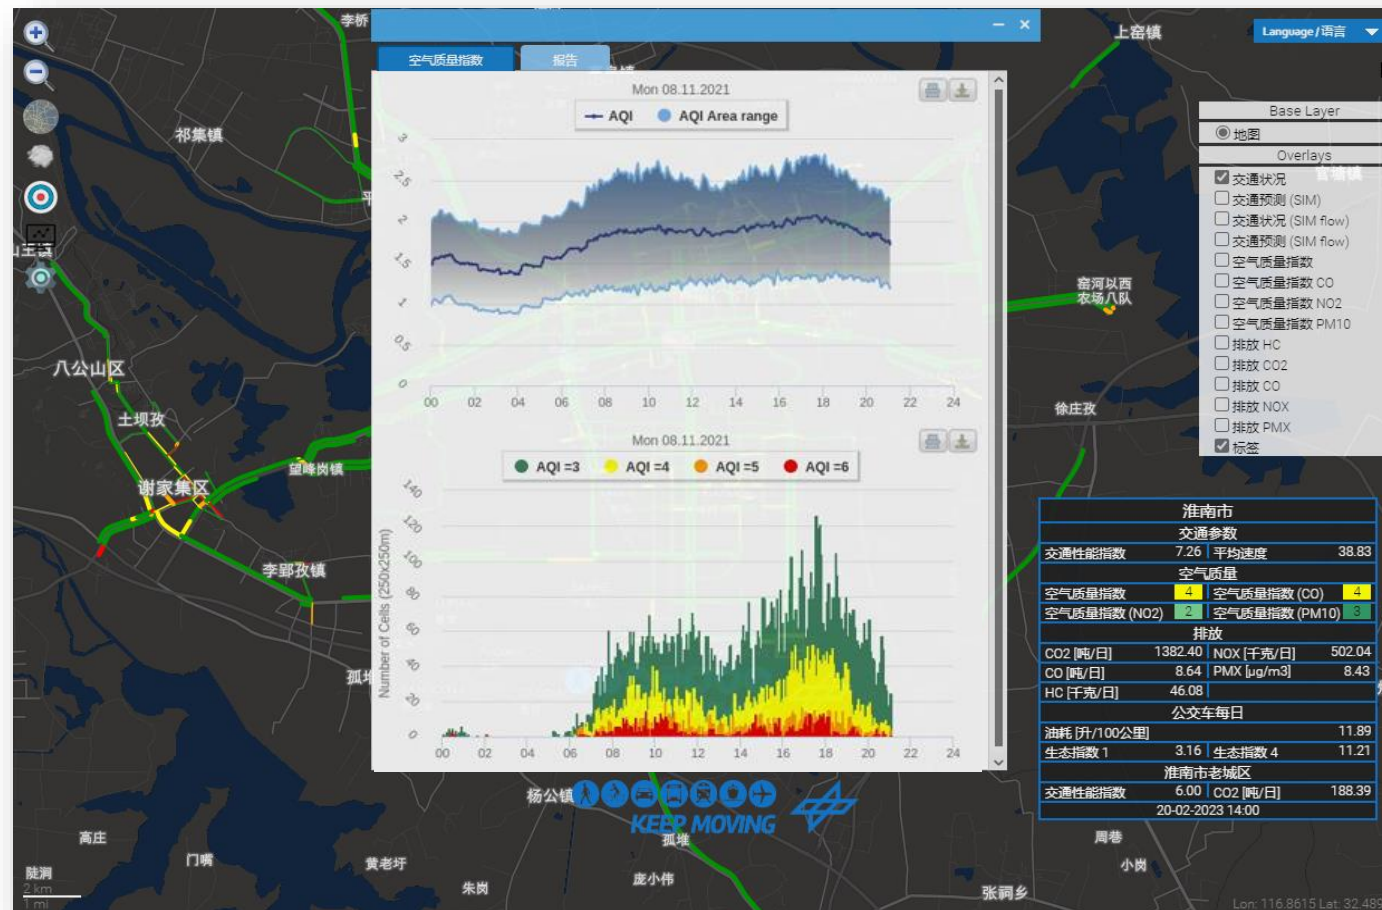 李桥
上窑镇
Language/语言
空气质量指数
报告
祁集镇
Mon 08.11.2021
AQI
AQI Area range
3
2.5
2
1.5
1
0.5
0
00 02 04 06 08 10 12 14 16 18 20 22 24
Base Layer
地图
Overlays
交通状况
交通预测 (SIM)
交通状况 (SIM flow)
交通预测 (SIM flow)
空气质量指数
空气质量指数 CO
空气质量指数 NO2
空气质量指数 PM10
排放 HC
排放 CO2
排放 CO
排放 NOX
排放 PMX
标签
窑河以西
农场八队
八公山区
土坝孜
徐庄孜
望峰岗镇
谢家集区
李郢孜镇
Mon 08.11.2021
AQI =3
AQI =4
AQI =5
AQI =6
Number of Cells (250x250m)
140
120
100
80
60
40
20
0
00 02 04 06 08 10 12 14 16 18 20 22 24
淮南市
交通参数
交通性能指数 7.26 平均速度 38.83
空气质量
空气质量指数 4 空气质量指数 (CO) 4
空气质量指数 (NO2) 2 空气质量指数 (PM10) 3
排放
CO2 [吨/日] 1382.40 NOX [千克/日] 502.04
CO [吨/日] 8.64 PMX [µg/m3] 8.43
HC [千克/日] 46.08
公交车每日
油耗 [升/100公里] 11.89
生态指数 1 3.16 生态指数 4 11.21
淮南市老城区
交通性能指数 6.00 CO2 [吨/日] 188.39
20-02-2023 14:00
杨公镇
KEEP MOVING
孤堆
高庄
门嘴
黄老圩
朱岗
庞小伟
周巷
小岗
张祠乡
陡涧
2 km
1 mi
Lon: 116.8615 Lat: 32.489